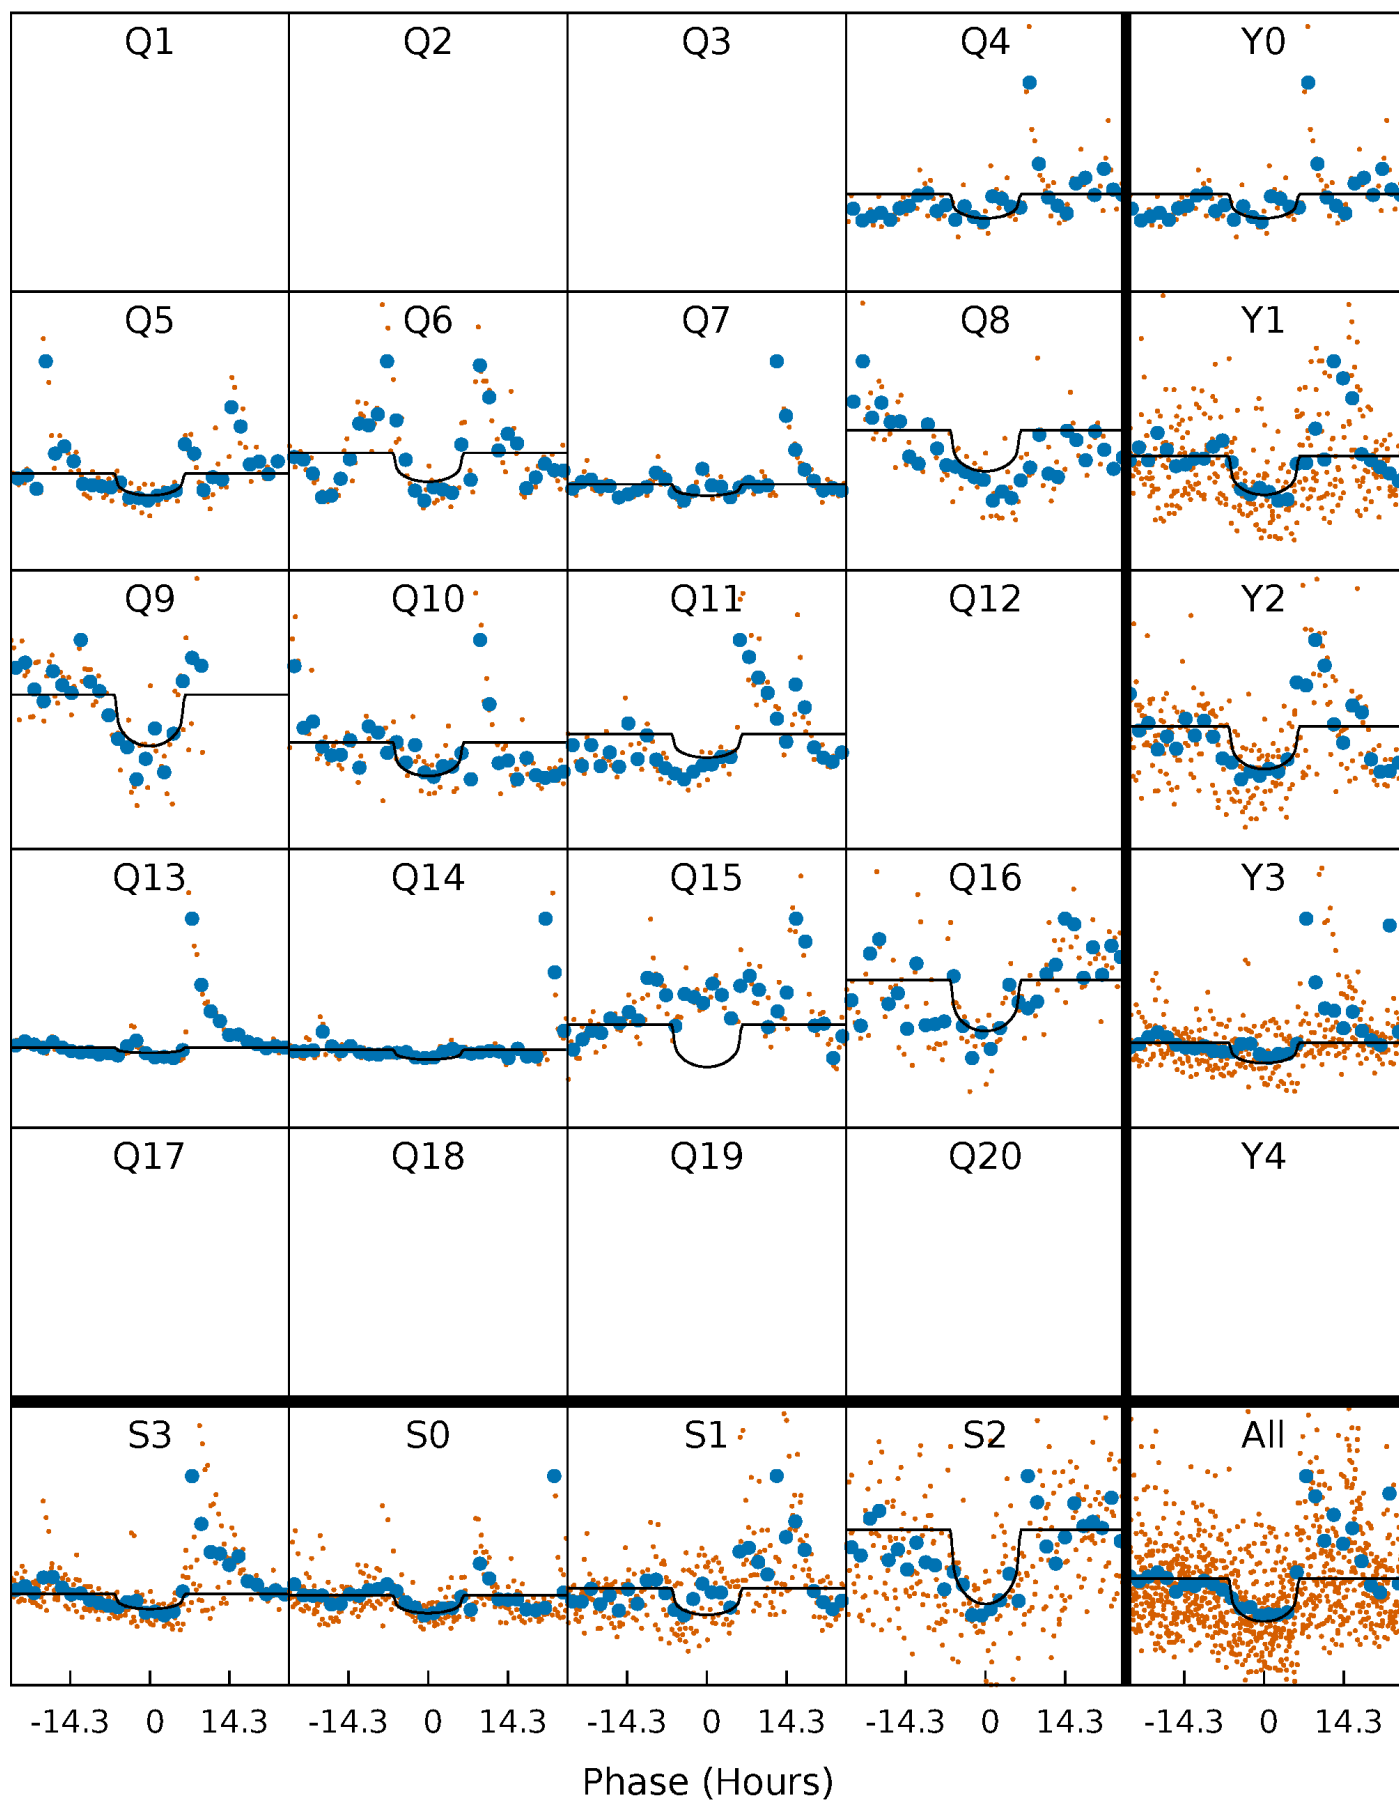 Q1 Q2 Q3 Q4 Y0
Q5 Q6 Q7 Q8 Y1
Q9 Q10 Q11 Q12 Y2
Q13 Q14 Q15 Q16 Y3
Q17 Q18 Q19 Q20 Y4
S3 S0 S1 S2 All
-14.3 0 14.3 -14.3 0 14.3 -14.3 0 14.3 -14.3 0 14.3 -14.3 0 14.3
Phase (Hours)